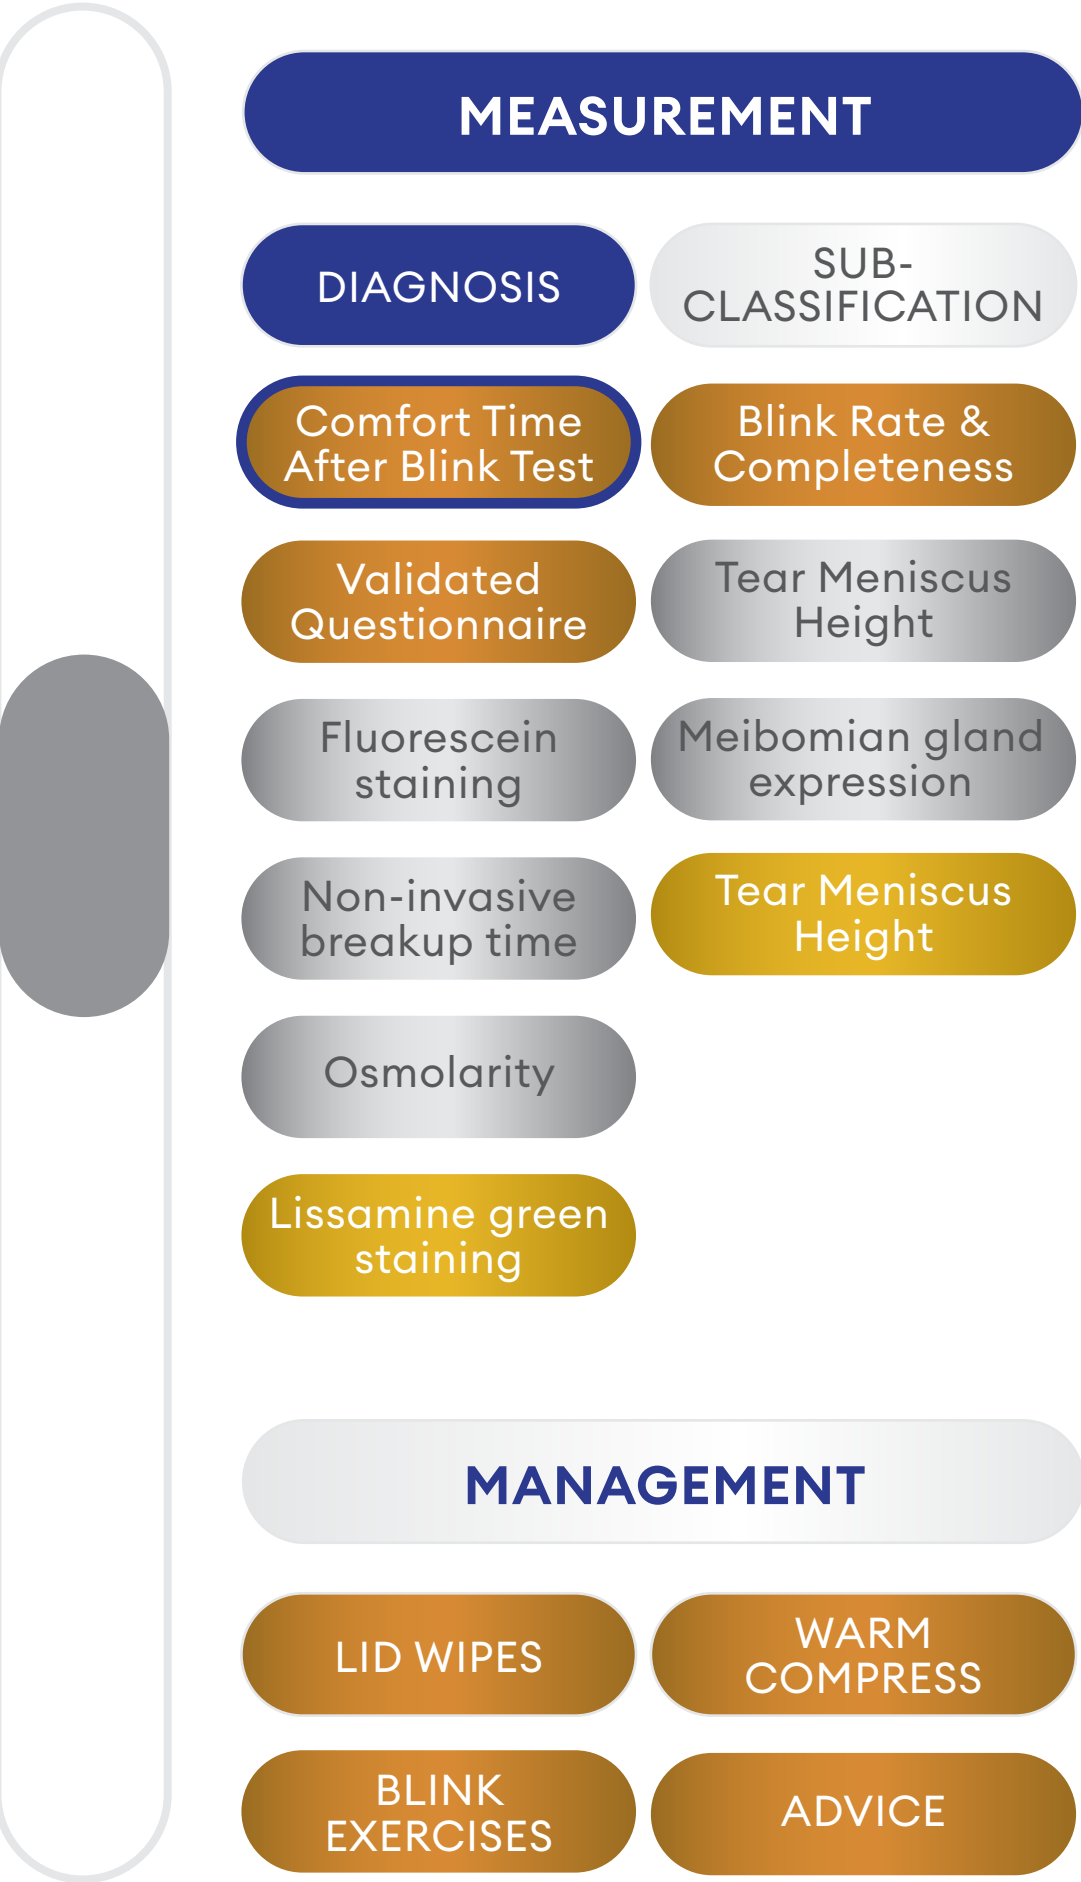 MEASUREMENT
DIAGNOSIS
SUB-
CLASSIFICATION
Comfort Time
After Blink Test
Blink Rate &
Completeness
Validated
Questionnaire
Tear Meniscus
Height
Fluorescein
staining
Meibomian gland
expression
Non-invasive
breakup time
Tear Meniscus
Height
Osmolarity
Lissamine green
staining
MANAGEMENT
LID WIPES
WARM
COMPRESS
BLINK
EXERCISES
ADVICE